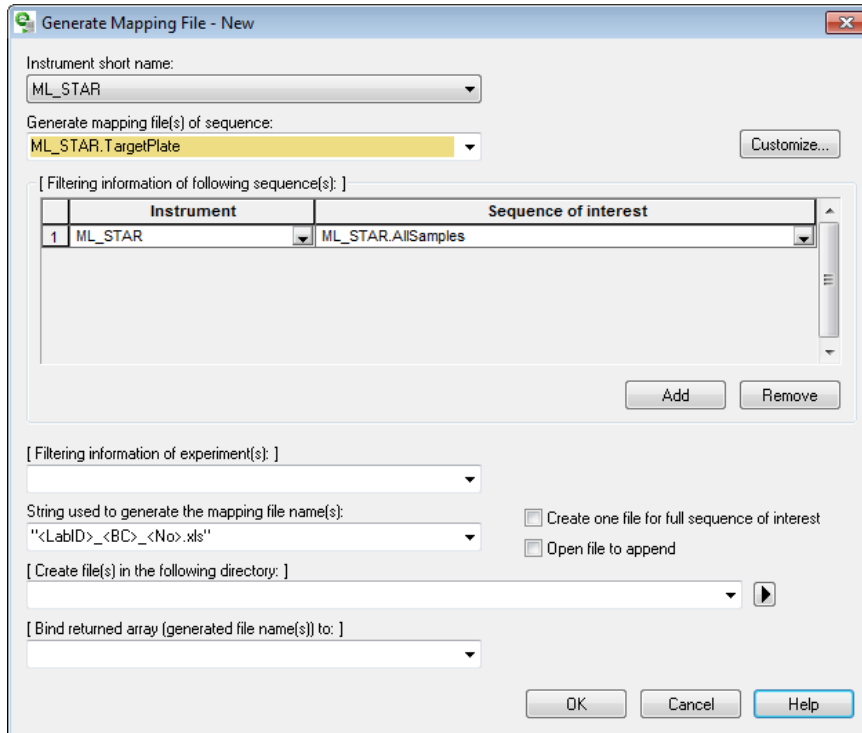 Generate Mapping File - New
Instrument short name:
ML_STAR
Generate mapping file(s) of sequence:
ML_STAR.TargetPlate
Customize...
[ Filtering information of following sequence(s): ]
Instrument Sequence of interest
1 ML_STAR ML_STAR.AllSamples
Add Remove
[ Filtering information of experiment(s): ]
String used to generate the mapping file name(s):
"<LabID>_<BC>_<No>.xls"
Create one file for full sequence of interest
Open file to append
[ Create file(s) in the following directory: ]
[ Bind returned array (generated file name(s)) to: ]
OK Cancel Help